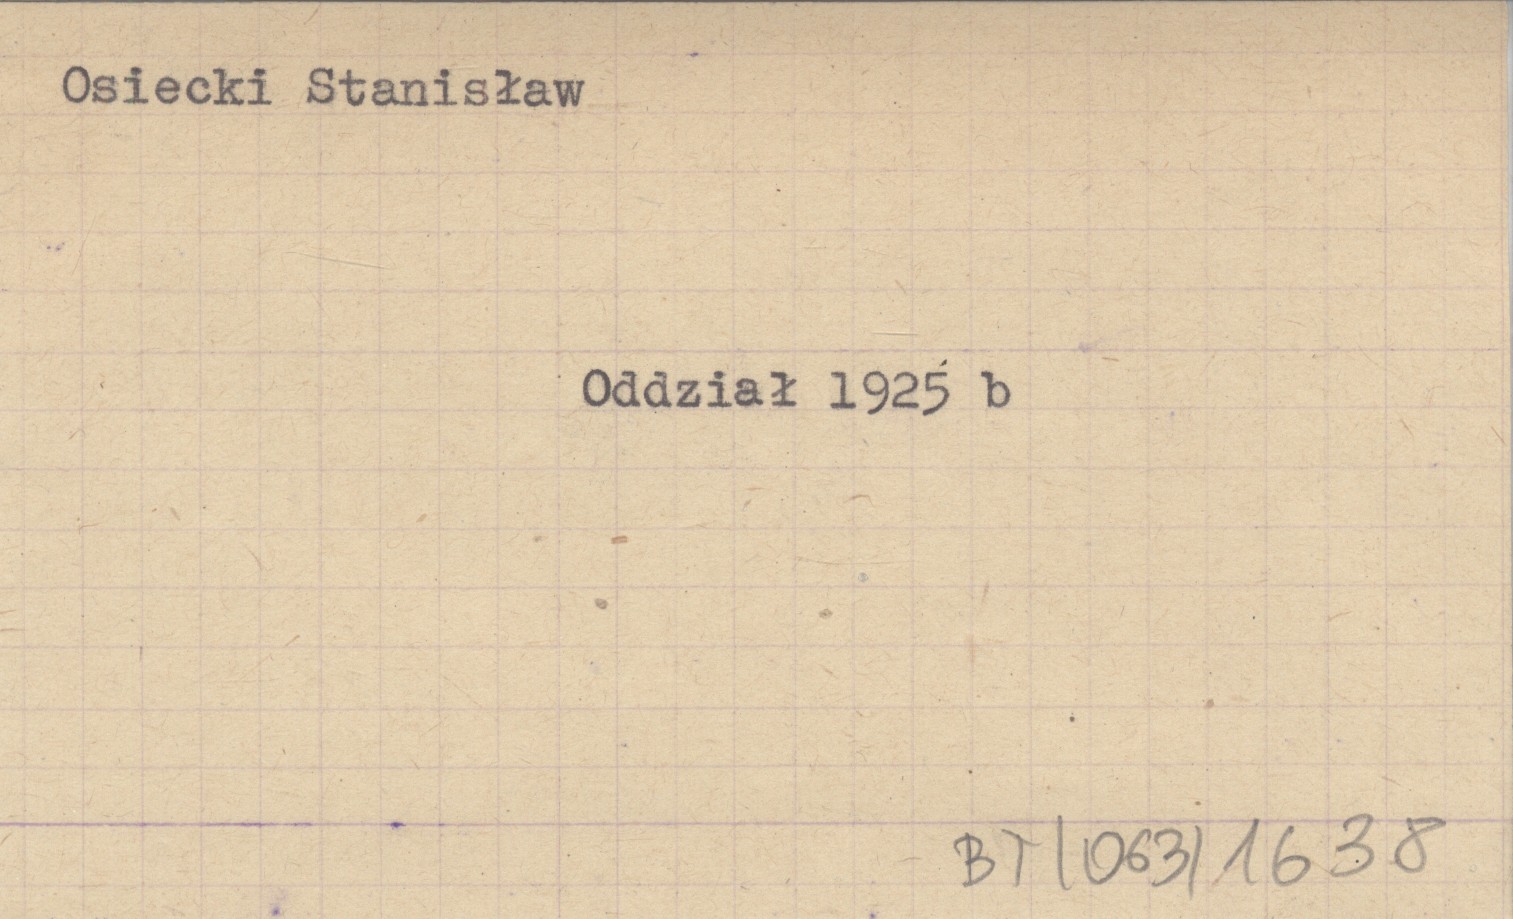 Osiecki Stanisław
Oddział 1925 b
BT/063/1638